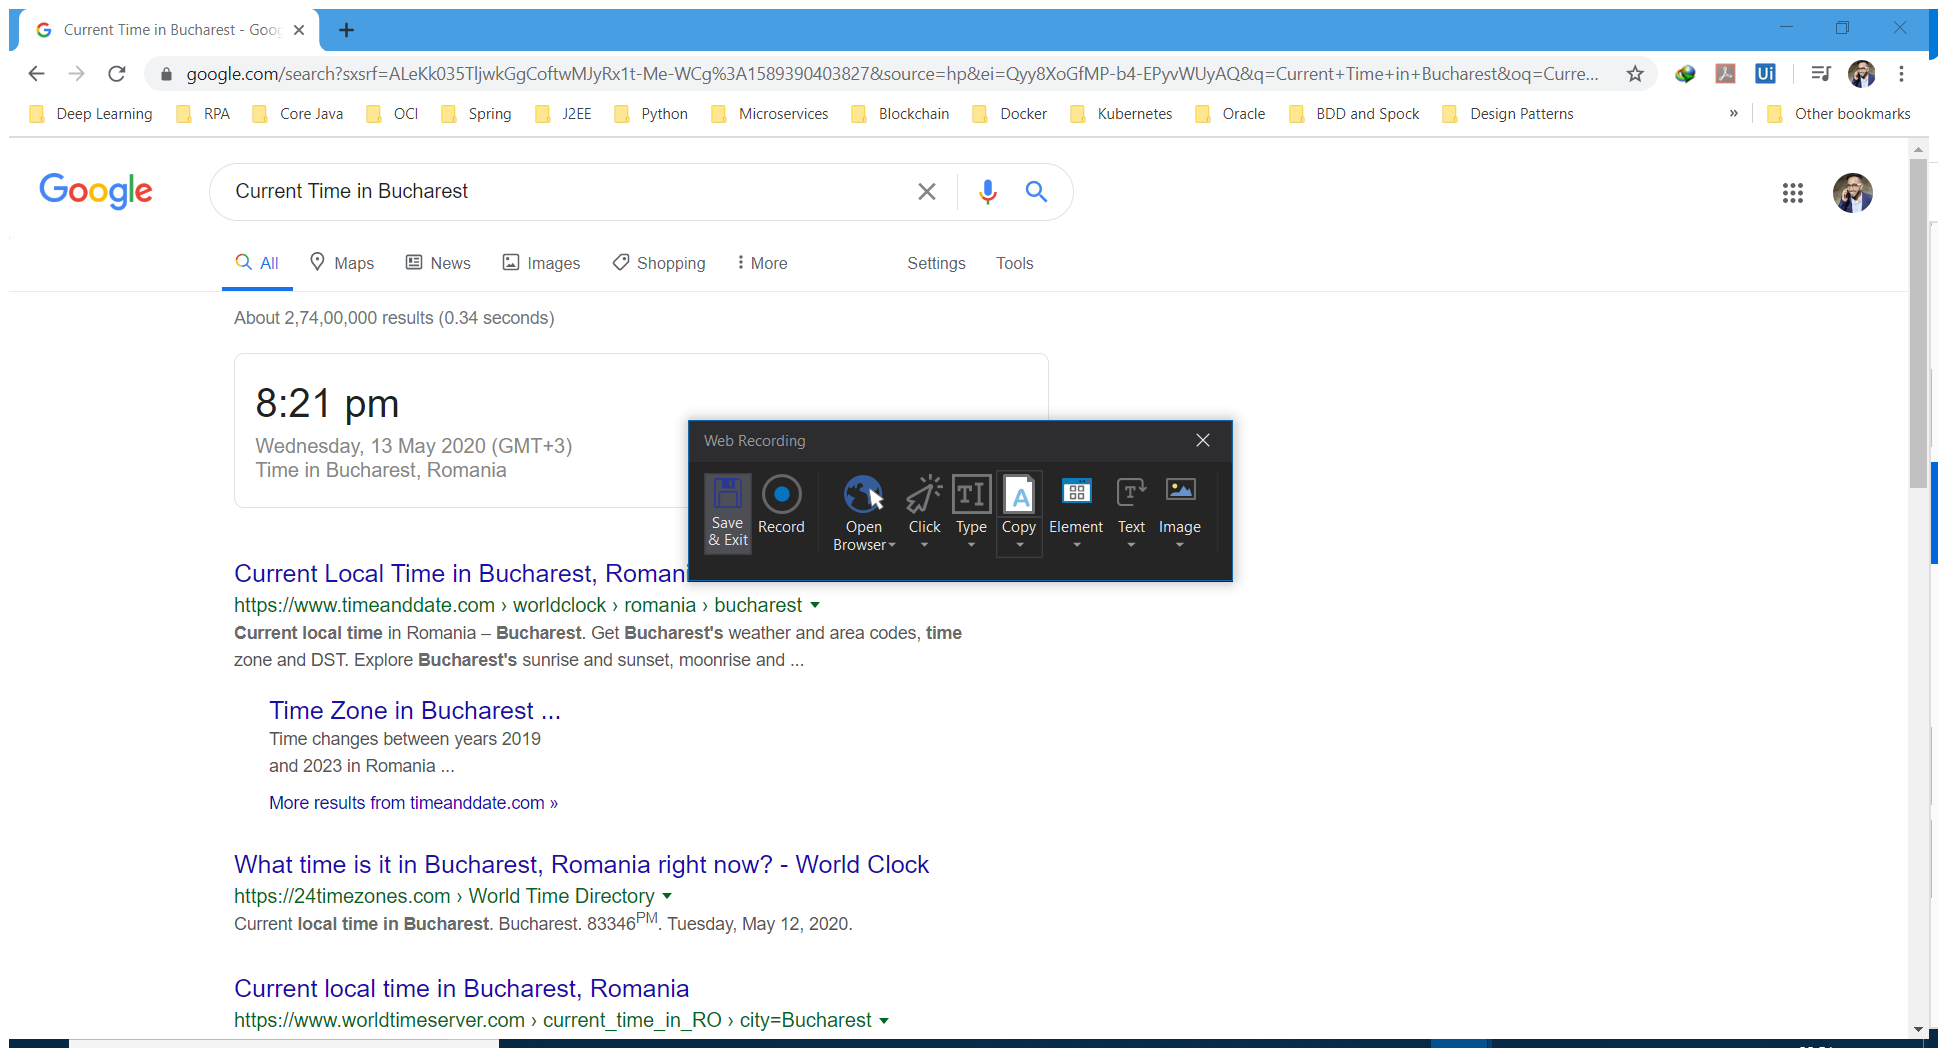 Current Time in Bucharest - Goo
google.com/search?sxsrf=ALeKk035TljwkGgCoftwMJyRx1t-Me-WCg%3A1589390403827&source=hp&ei=Qyy8XoGfMP-b4-EPyvWUyAQ&q=Current+Time+in+Bucharest&oq=Curre...
Ui
Deep Learning RPA Core Java OCI Spring J2EE Python Microservices Blockchain Docker Kubernetes Oracle BDD and Spock Design Patterns » Other bookmarks
Google
Current Time in Bucharest
All Maps News Images Shopping More Settings Tools
About 2,74,00,000 results (0.34 seconds)
8:21 pm
Wednesday, 13 May 2020 (GMT+3)
Time in Bucharest, Romania
Web Recording
Save & Exit
Record
Open Browser
Click
Type
Copy
Element
Text
Image
Current Local Time in Bucharest, Romani
https://www.timeanddate.com › worldclock › romania › bucharest
Current local time in Romania – Bucharest. Get Bucharest's weather and area codes, time
zone and DST. Explore Bucharest's sunrise and sunset, moonrise and ...
Time Zone in Bucharest ...
Time changes between years 2019
and 2023 in Romania ...
More results from timeanddate.com »
What time is it in Bucharest, Romania right now? - World Clock
https://24timezones.com › World Time Directory
Current local time in Bucharest. Bucharest. 83346PM. Tuesday, May 12, 2020.
Current local time in Bucharest, Romania
https://www.worldtimeserver.com › current_time_in_RO › city=Bucharest